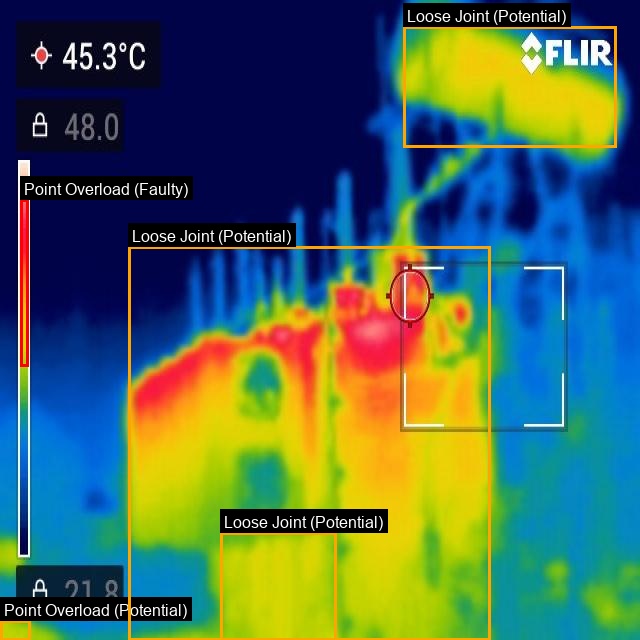 Loose Joint (Potential)
FLIR
45.3°C
48.0
Point Overload (Faulty)
Loose Joint (Potential)
Loose Joint (Potential)
21.8
Point Overload (Potential)